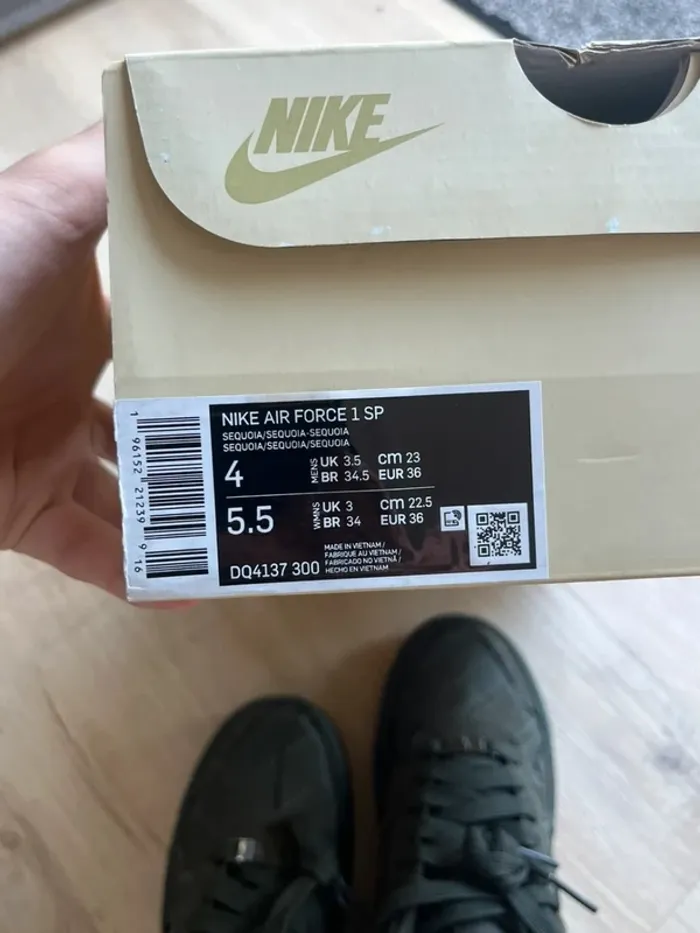 NIKE
NIKE AIR FORCE 1 SP
SEQUOIA/SEQUOIA-SEQUOIA
SEQUOIA/SEQUOIA/SEQUOIA
4 MENS UK 3.5 cm 23
BR 34.5 EUR 36
5.5 WMNS UK 3 cm 22.5
BR 34 EUR 36
MADE IN VIETNAM /
FABRIQUE AU VIETNAM /
FABRICADO NO VIETNÃ /
HECHO EN VIETNAM
DQ4137 300
1 96152 21239 9 16